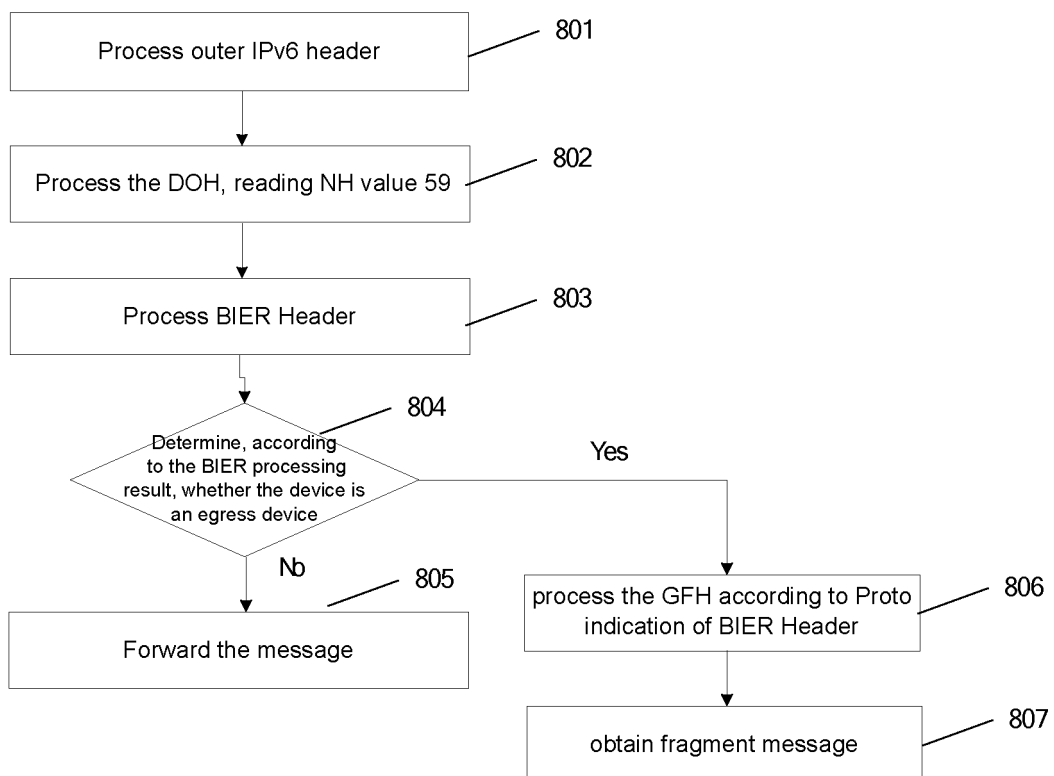 Process outer IPv6 header
801
Process the DOH, reading NH value 59
802
Process BIER Header
803
Determine, according
to the BIER processing
result, whether the device is
an egress device
804
Yes
No
Forward the message
805
process the GFH according to Proto
indication of BIER Header
806
obtain fragment message
807